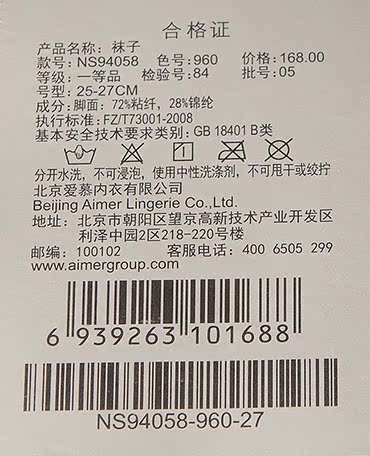 合格证
产品名称：袜子
款号：NS94058 色号：960 价格：168.00
等级：一等品 检验号：84 批号：05
号型：25-27CM
成分：脚面：72%粘纤，28%锦纶
执行标准：FZ/T73001-2008
基本安全技术要求类别：GB 18401 B类
分开水洗，不可浸泡，使用中性洗涤剂，不可甩干或绞拧
北京爱慕内衣有限公司
Beijing Aimer Lingerie Co.,Ltd.
地址：北京市朝阳区望京高新技术产业开发区
利泽中园2区218-220号楼
邮编：100102 客服电话：400 6505 299
www.aimergroup.com
6 939263 101688
NS94058-960-27